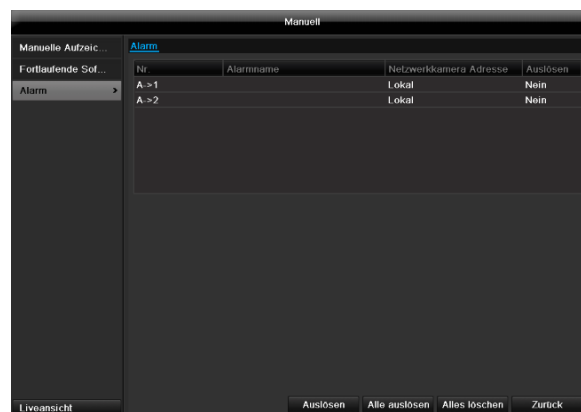 Manuell
Manuelle Aufzeic...
Fortlaufende Sof...
Alarm >
Alarm
Nr. Alarmname Netzwerkkamera Adresse Auslösen
A->1 Lokal Nein
A->2 Lokal Nein
Liveansicht
Auslösen Alle auslösen Alles löschen Zurück